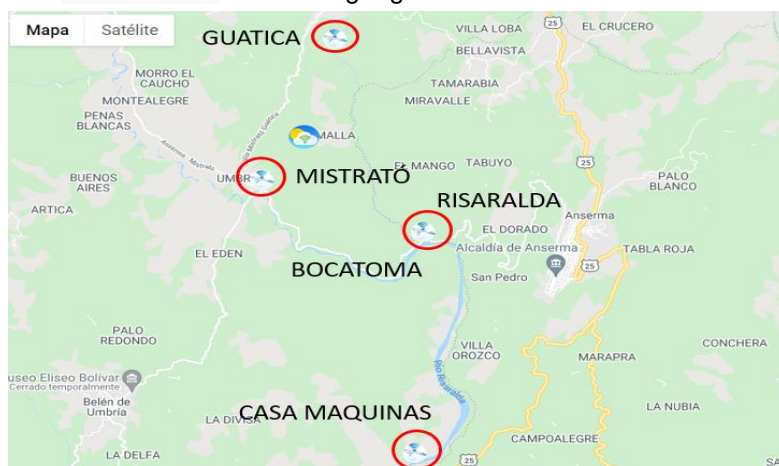 Mapa Satélite
GUATICA
VILLA LOBA
25
EL CRUCERO
BELLAVISTA
MORRO EL
CAUCHO
TAMARABIA
MONTEALEGRE
MIRAVALLE
PENAS
BLANCAS
MALLA
EL MANGO
TABUYO
25
BUENOS
AIRES
UMBR
MISTRATÓ
PALO
BLANCO
RISARALDA
ARTICA
Anserma
EL DORADO
Alcaldía de Anserma
TABLA ROJA
EL EDEN
BOCATOMA
San Pedro
25
PALO
REDONDO
VILLA
OROZCO
MARAPRA
CONCHERA
Río Risaralda
useo Eliseo Bolívar
Cerrado temporalmente
Belén de
Umbría
LA DIVISA
CASA MAQUINAS
LA NUBIA
CAMPOALEGRE
LA DELFA
25
SA